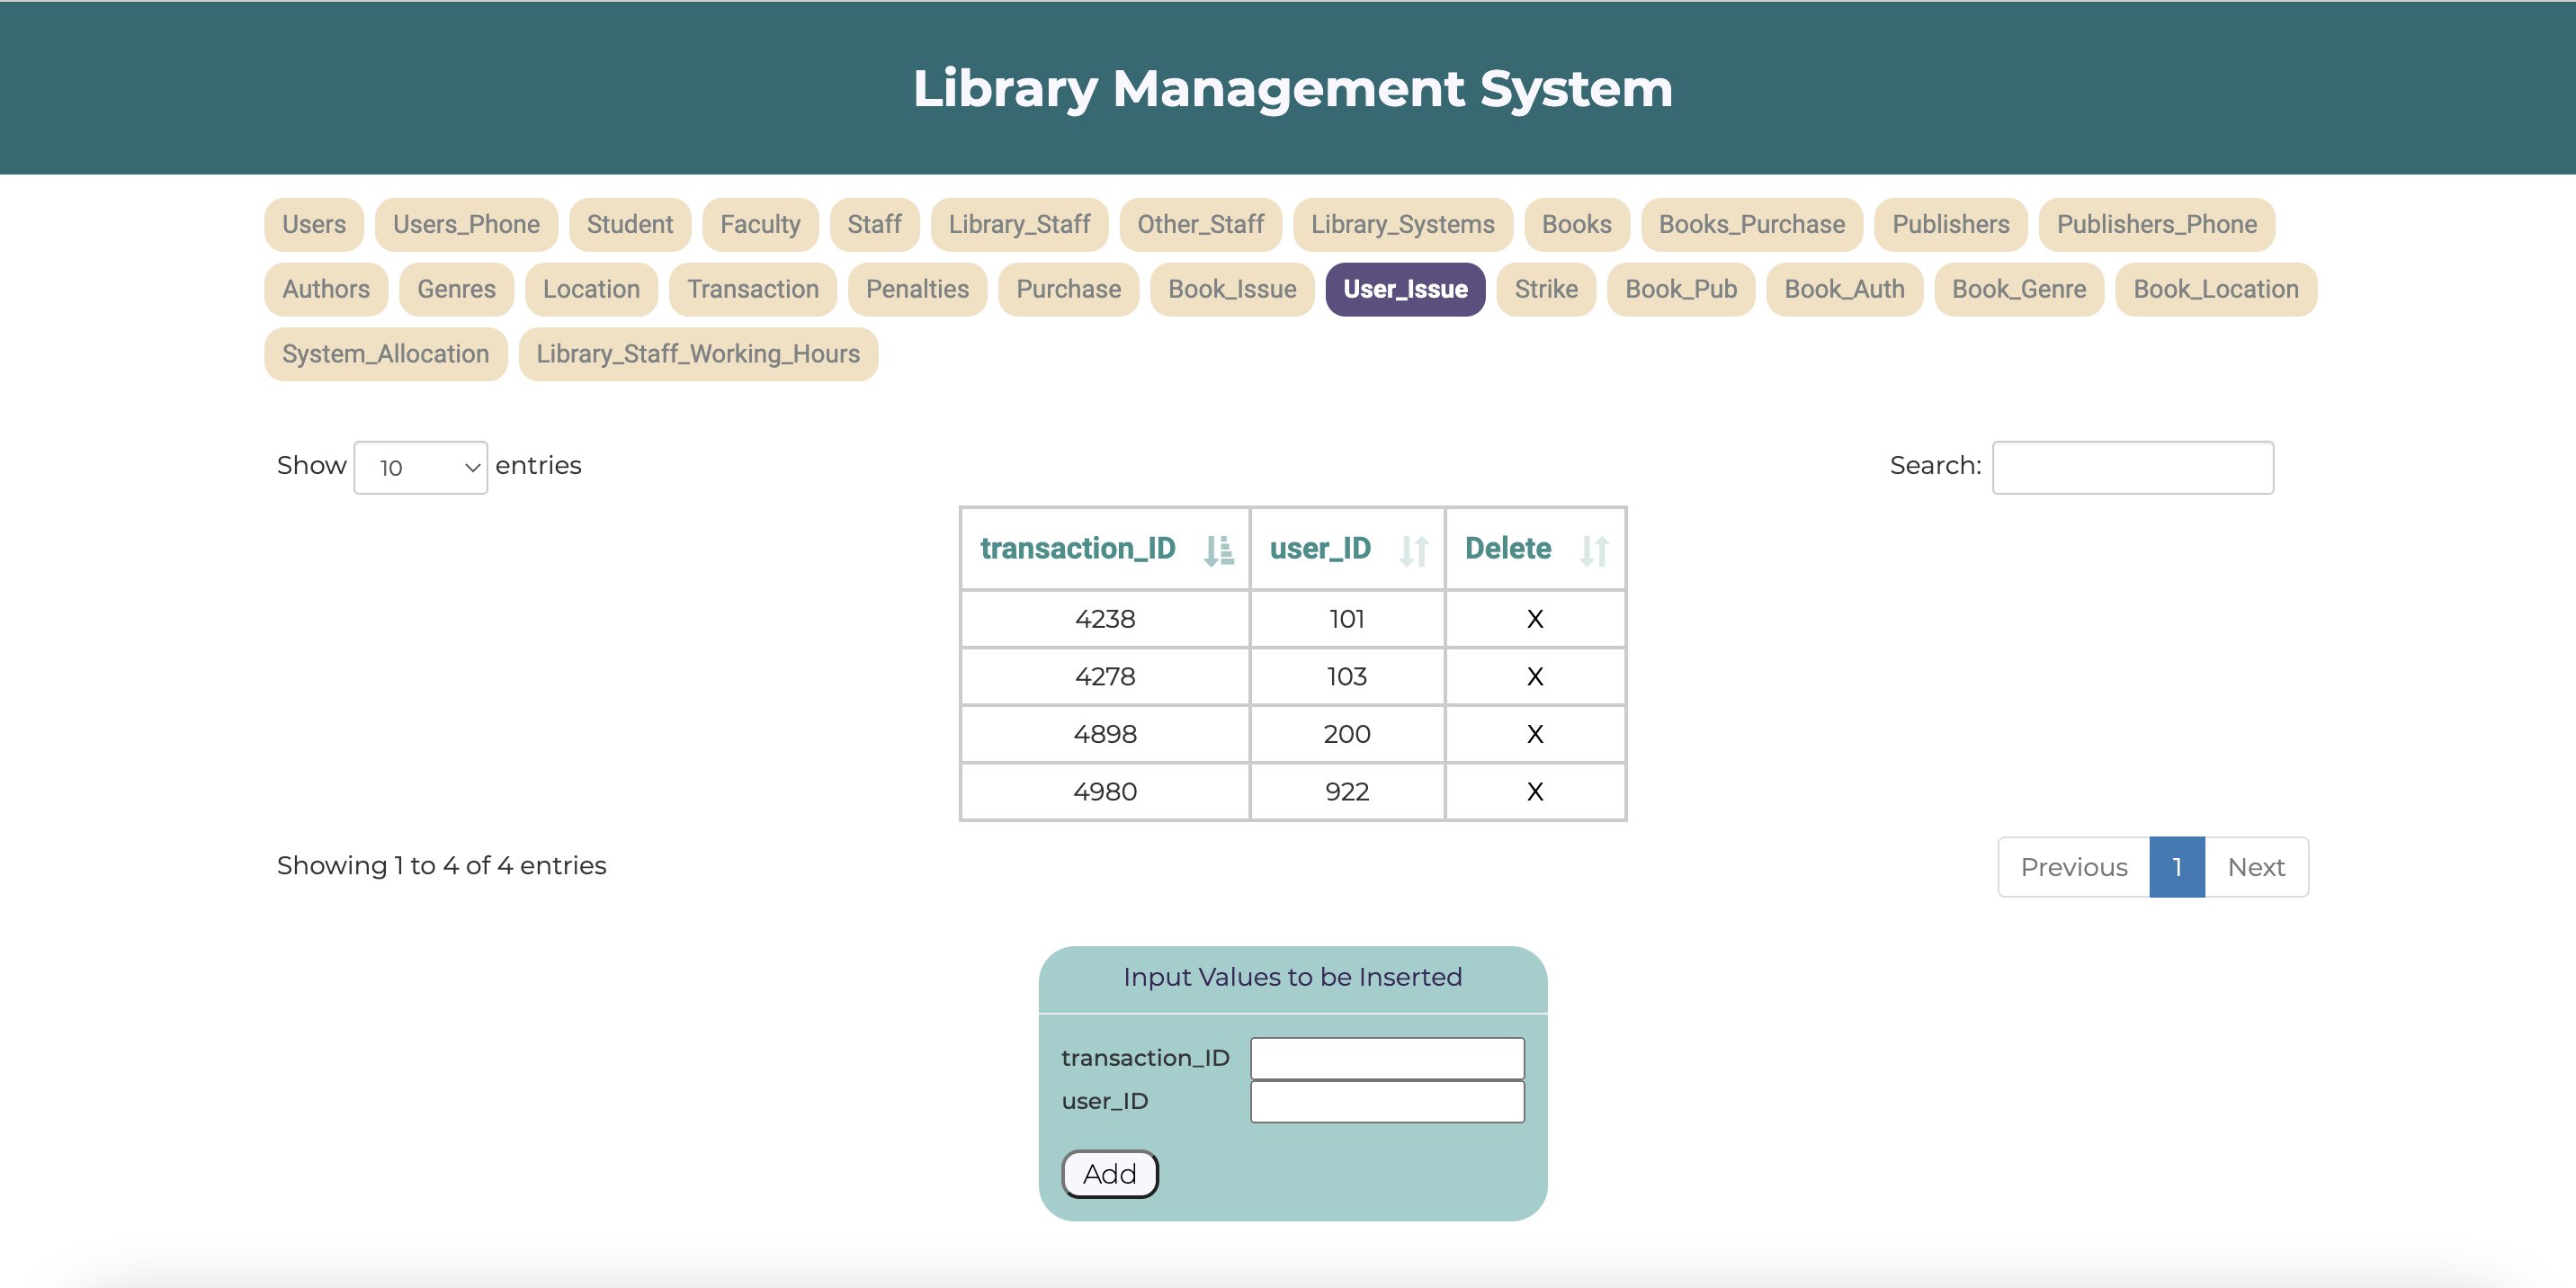 Library Management System
Users Users_Phone Student Faculty Staff Library_Staff Other_Staff Library_Systems Books Books_Purchase Publishers Publishers_Phone
Authors Genres Location Transaction Penalties Purchase Book_Issue User_Issue Strike Book_Pub Book_Auth Book_Genre Book_Location
System_Allocation Library_Staff_Working_Hours
Show 10 entries Search:
transaction_ID user_ID Delete
4238 101 X
4278 103 X
4898 200 X
4980 922 X
Showing 1 to 4 of 4 entries Previous 1 Next
Input Values to be Inserted
transaction_ID
user_ID
Add